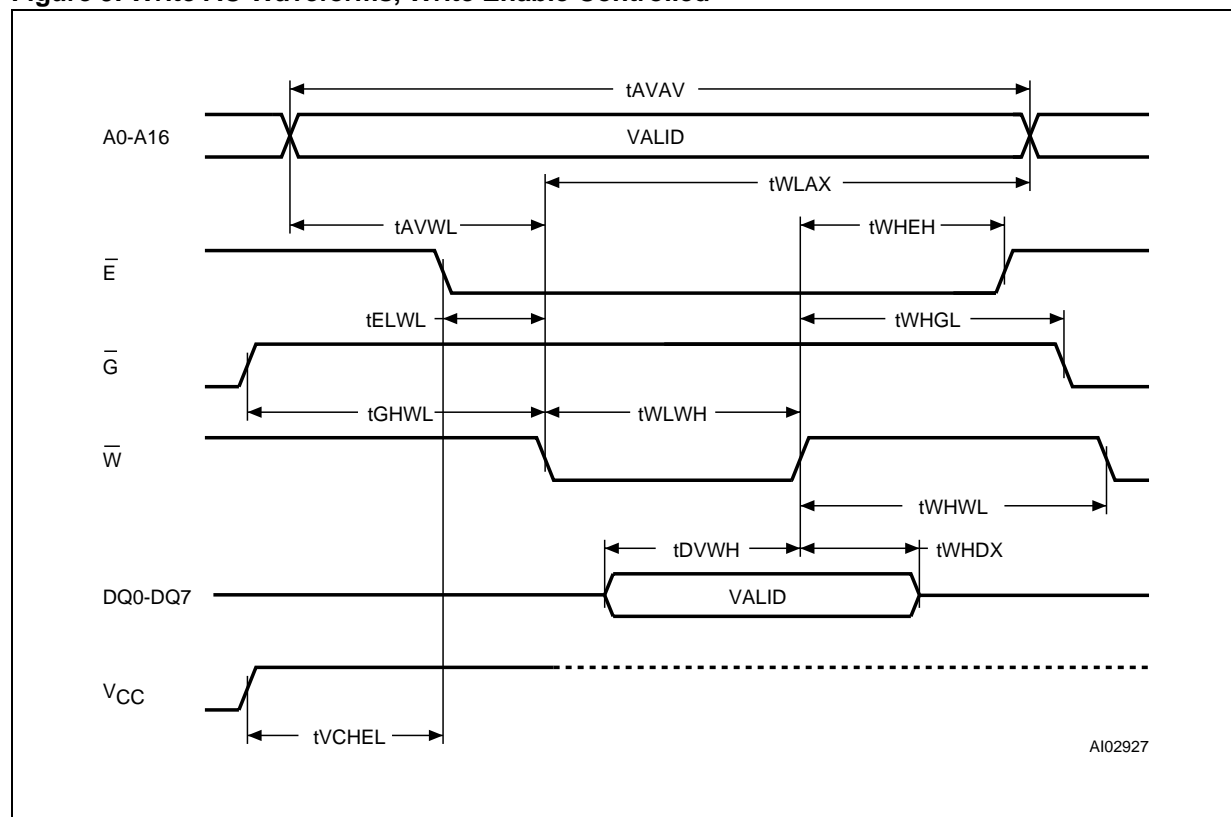 Figure Write AC Waveforms, Write Enable Controlled
tAVAV
A0-A16
VALID
tWLAX
tAVWL
tWHEH
E
tELWL
tWHGL
G
tGHWL
tWLWH
W
tWHWL
tDVWH
tWHDX
DQ0-DQ7
VALID
VCC
tVCHEL
AI02927